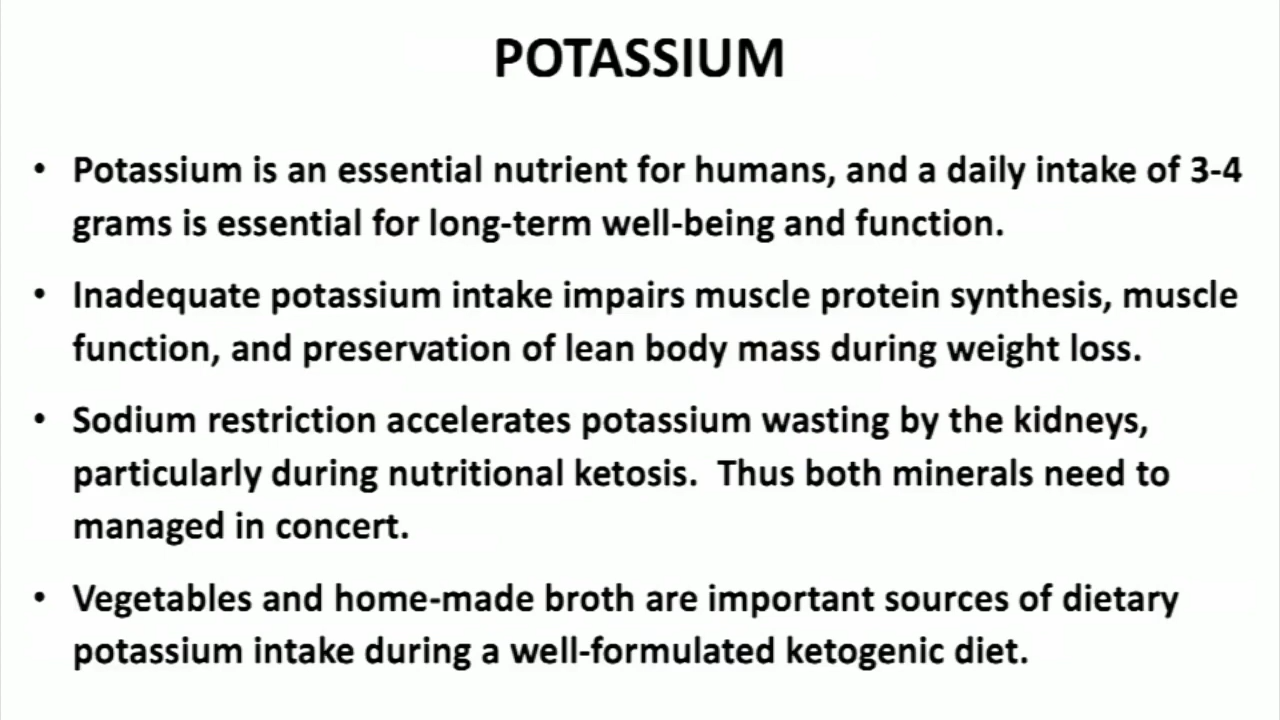 POTASSIUM
• Potassium is an essential nutrient for humans, and a daily intake of 3-4
grams is essential for long-term well-being and function.
• Inadequate potassium intake impairs muscle protein synthesis, muscle
function, and preservation of lean body mass during weight loss.
• Sodium restriction accelerates potassium wasting by the kidneys,
particularly during nutritional ketosis.  Thus both minerals need to
managed in concert.
• Vegetables and home-made broth are important sources of dietary
potassium intake during a well-formulated ketogenic diet.